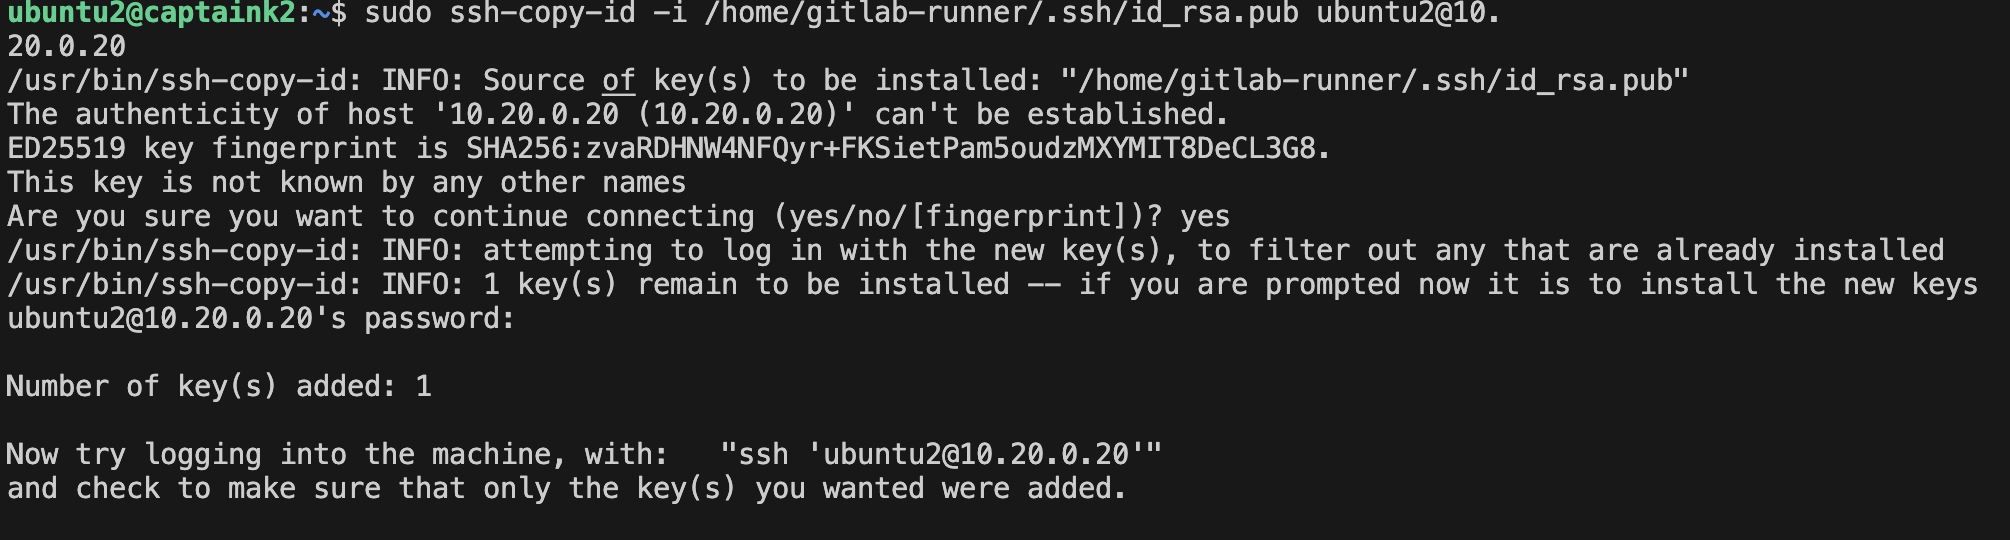 ubuntu2@captaink2:~$ sudo ssh-copy-id -i /home/gitlab-runner/.ssh/id_rsa.pub ubuntu2@10.
20.0.20
/usr/bin/ssh-copy-id: INFO: Source of key(s) to be installed: "/home/gitlab-runner/.ssh/id_rsa.pub"
The authenticity of host '10.20.0.20 (10.20.0.20)' can't be established.
ED25519 key fingerprint is SHA256:zvaRDHNW4NFQyr+FKSietPam5oudzMXYMIT8DeCL3G8.
This key is not known by any other names
Are you sure you want to continue connecting (yes/no/[fingerprint])? yes
/usr/bin/ssh-copy-id: INFO: attempting to log in with the new key(s), to filter out any that are already installed
/usr/bin/ssh-copy-id: INFO: 1 key(s) remain to be installed -- if you are prompted now it is to install the new keys
ubuntu2@10.20.0.20's password:
Number of key(s) added: 1
Now try logging into the machine, with:   "ssh 'ubuntu2@10.20.0.20'"
and check to make sure that only the key(s) you wanted were added.